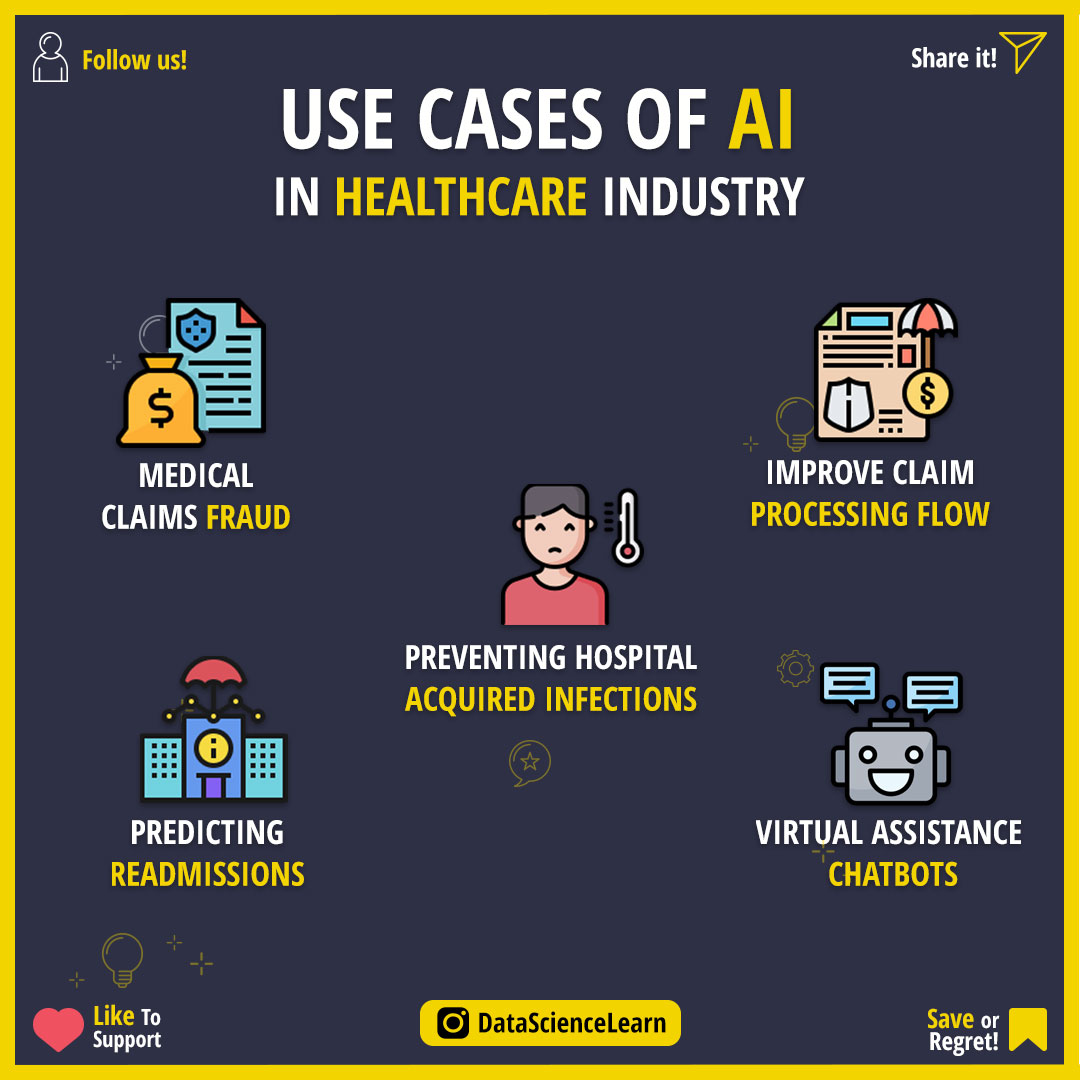 Follow us!
Share it!
USE CASES OF AI
IN HEALTHCARE INDUSTRY
MEDICAL
CLAIMS FRAUD
IMPROVE CLAIM
PROCESSING FLOW
PREVENTING HOSPITAL
ACQUIRED INFECTIONS
PREDICTING
READMISSIONS
VIRTUAL ASSISTANCE
CHATBOTS
Like To
Support
DataScienceLearn
Save or
Regret!